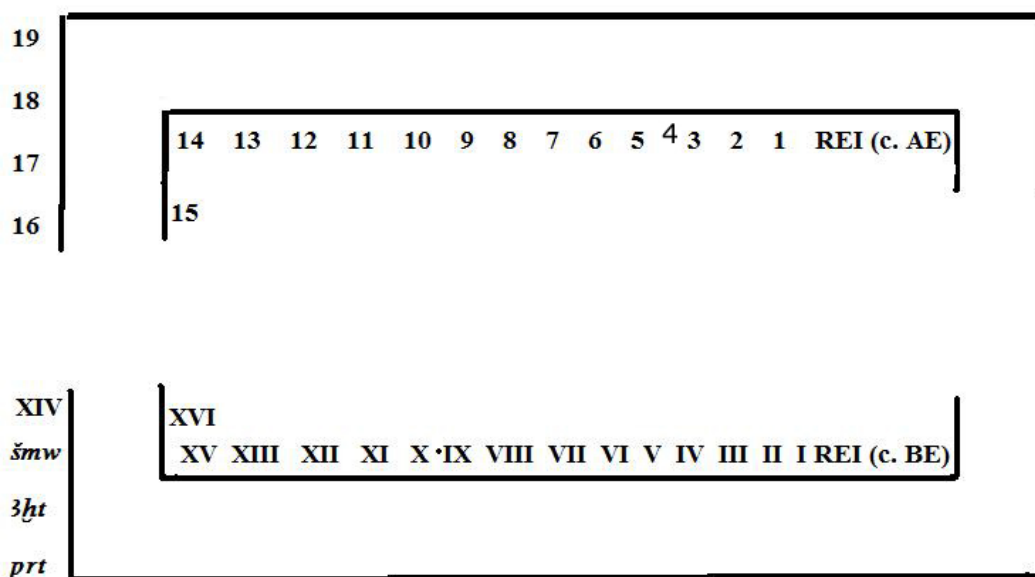 19
18
14 13 12 11 10 9 8 7 6 5 4 3 2 1 REI (c. AE)
17
15
16
XIV
XVI
šmw
XV XIII XII XI X IX VIII VII VI V IV III II I REI (c. BE)
ꜣḫt
prt